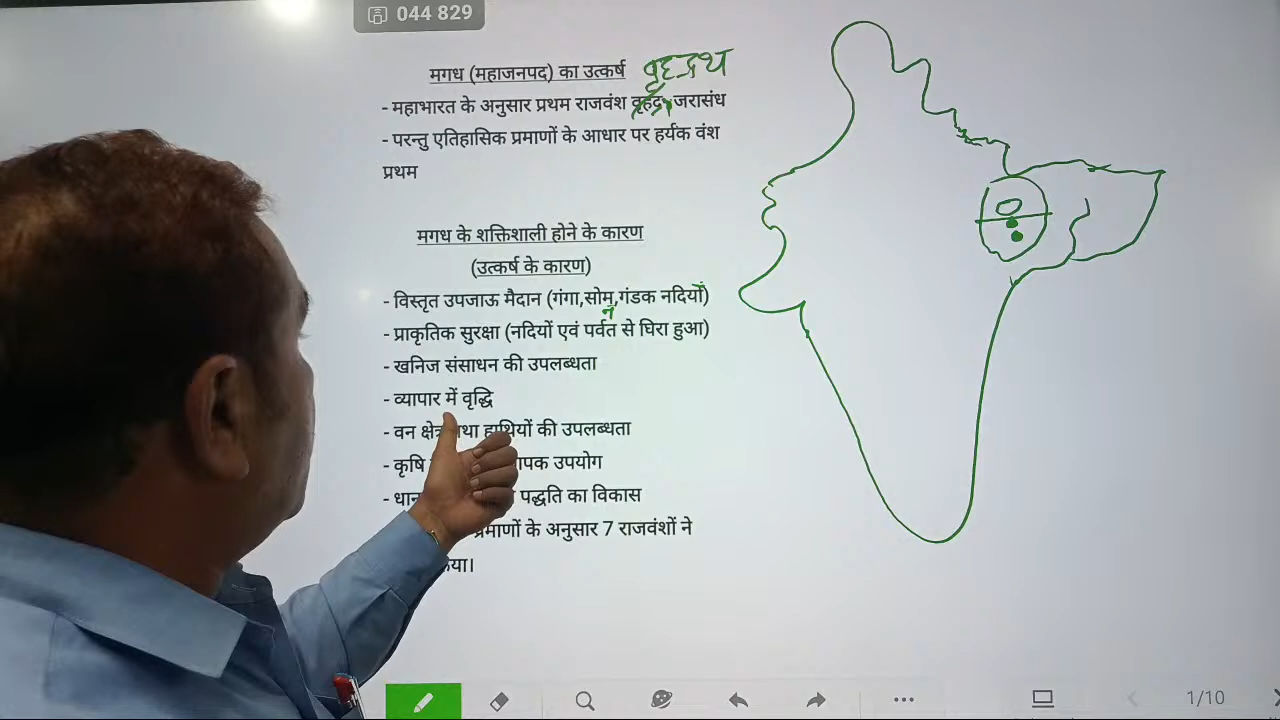 044 829
मगध (महाजनपद) का उत्कर्ष बृहद्रथ
- महाभारत के अनुसार प्रथम राजवंश जरासंध
- परन्तु एतिहासिक प्रमाणों के आधार पर हर्यक वंश
प्रथम
मगध के शक्तिशाली होने के कारण
(उत्कर्ष के कारण)
- विस्तृत उपजाऊ मैदान (गंगा,सोम,गंडक नदियों)
न
- प्राकृतिक सुरक्षा (नदियों एवं पर्वत से घिरा हुआ)
- खनिज संसाधन की उपलब्धता
- व्यापार में वृद्धि
- वन क्षेत्र तथा हाथियों की उपलब्धता
- कृषि उपयोग
- पद्धति का विकास
प्रमाणों के अनुसार 7 राजवंशों ने
1/10